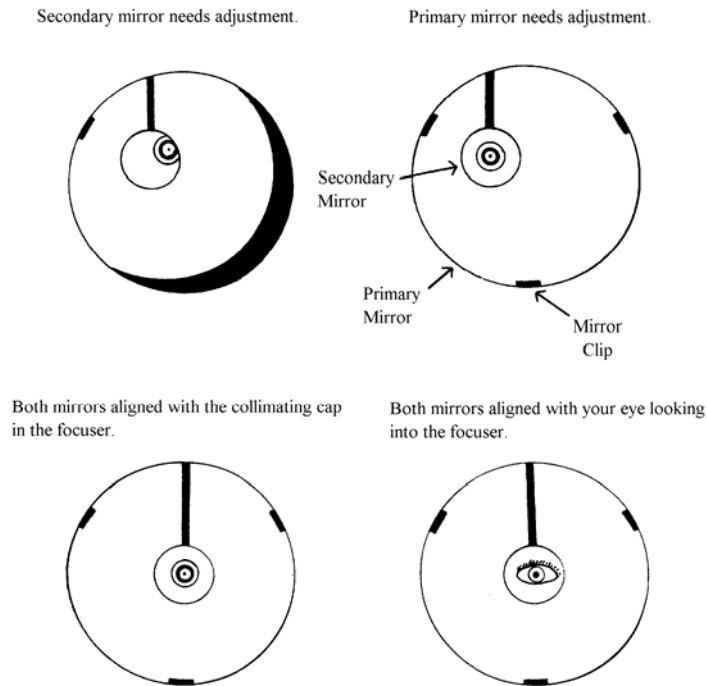 Secondary mirror needs adjustment.
Primary mirror needs adjustment.
Secondary
Mirror
Primary
Mirror
Mirror
Clip
Both mirrors aligned with the collimating cap
in the focuser.
Both mirrors aligned with your eye looking
into the focuser.